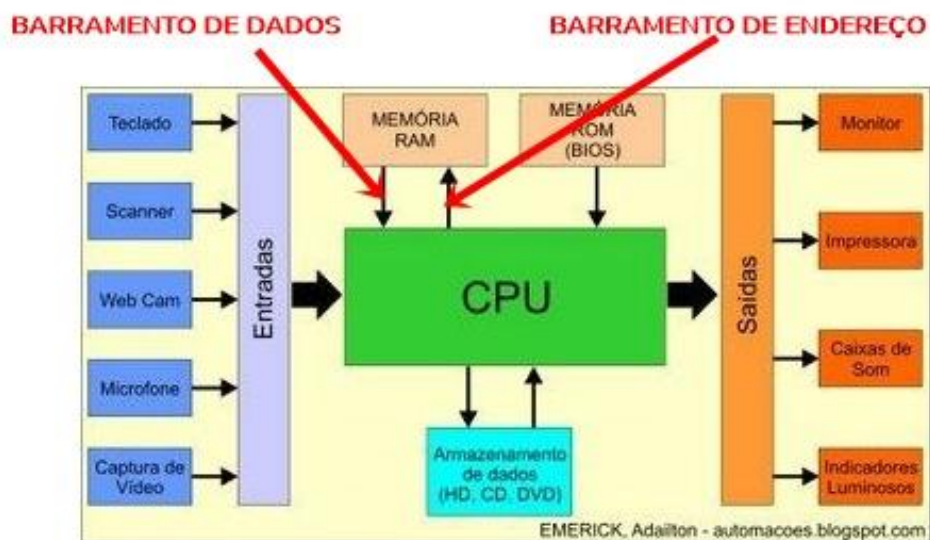 BARRAMENTO DE DADOS
BARRAMENTO DE ENDEREÇO
Teclado
Scanner
Web Cam
Microfone
Captura de
Vídeo
Entradas
MEMÓRIA
RAM
MEMÓRIA
ROM
(BIOS)
CPU
Armazenamento
de dados
(HD, CD, DVD)
Saídas
Monitor
Impressora
Caixas de
Som
Indicadores
Luminosos
EMERICK, Adailton - automacoes.blogspot.com